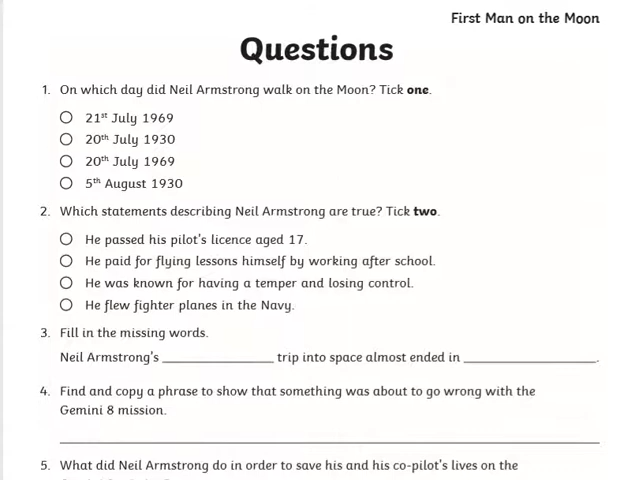 First Man on the Moon
Questions
1. On which day did Neil Armstrong walk on the Moon? Tick one.
21st July 1969
20th July 1930
20th July 1969
5th August 1930
2. Which statements describing Neil Armstrong are true? Tick two.
He passed his pilot's licence aged 17.
He paid for flying lessons himself by working after school.
He was known for having a temper and losing control.
He flew fighter planes in the Navy.
3. Fill in the missing words.
Neil Armstrong's ________________ trip into space almost ended in ___________________.
4. Find and copy a phrase to show that something was about to go wrong with the
Gemini 8 mission.
5. What did Neil Armstrong do in order to save his and his co-pilot's lives on the